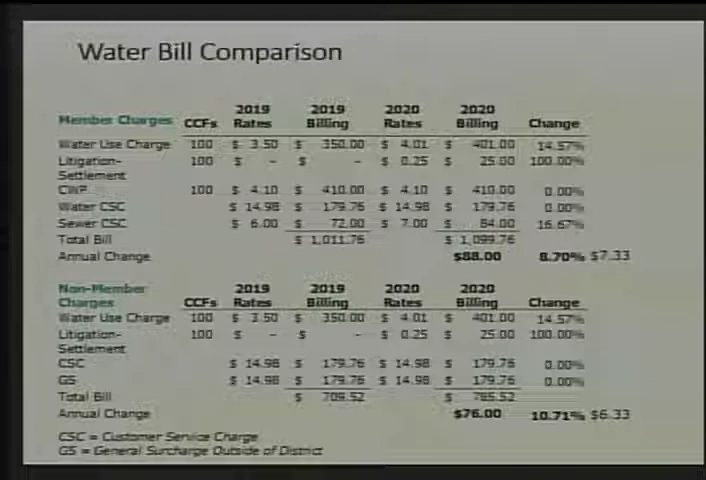 Water Bill Comparison
Member Charges CCFs 2019 Rates 2019 Billing 2020 Rates 2020 Billing Change
Water Use Charge 100 $ 3.50 $ 350.00 $ 4.01 $ 401.00 14.57%
Litigation- 100 $ - $ - $ 0.25 $ 25.00 100.00%
Settlement
CWP 100 $ 4.10 $ 410.00 $ 4.10 $ 410.00 0.00%
Water CSC $ 14.98 $ 179.76 $ 14.98 $ 179.76 0.00%
Sewer CSC $ 6.00 $ 72.00 $ 7.00 $ 84.00 16.67%
Total Bill $ 1,011.76 $ 1,099.76
Annual Change $88.00 8.70% $7.33
Non-Member Charges CCFs 2019 Rates 2019 Billing 2020 Rates 2020 Billing Change
Water Use Charge 100 $ 3.50 $ 350.00 $ 4.01 $ 401.00 14.57%
Litigation- 100 $ - $ - $ 0.25 $ 25.00 100.00%
Settlement
CSC $ 14.98 $ 179.76 $ 14.98 $ 179.76 0.00%
GS $ 14.98 $ 179.76 $ 14.98 $ 179.76 0.00%
Total Bill $ 709.52 $ 785.52
Annual Change $76.00 10.71% $6.33
CSC = Customer Service Charge
GS = General Surcharge Outside of District